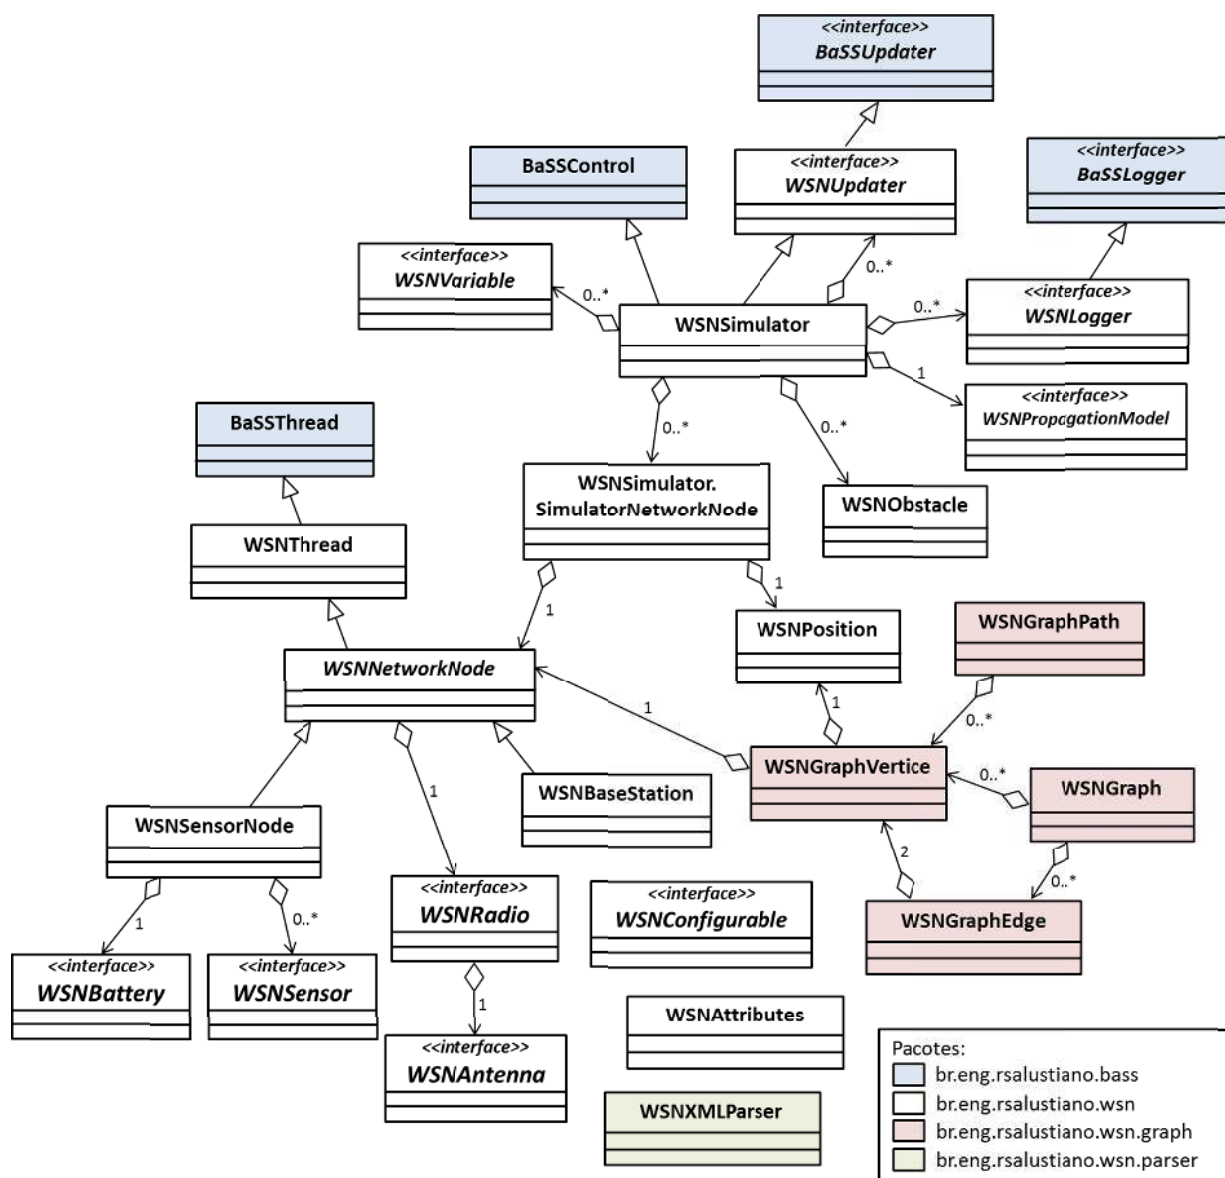 <<interface>>
BaSSUpdater
BaSSControl
<<interface>>
WSNUpdater
<<interface>>
BaSSLogger
<<interface>>
WSNVariable
0..*
0..*
WSNSimulator
0..*
<<interface>>
WSNLogger
1
<<interface>>
WSNPropagationModel
BaSSThread
0..*
0..*
WSNSimulator.
SimulatorNetworkNode
WSNObstacle
WSNThread
1
1
WSNPosition
WSNGraphPath
WSNNetworkNode
1
1
0..*
WSNGraphVertice
0..*
WSNGraph
1
WSNBaseStation
WSNSensorNode
2
0..*
1
0..*
<<interface>>
WSNRadio
<<interface>>
WSNConfigurable
WSNGraphEdge
<<interface>>
WSNBattery
<<interface>>
WSNSensor
1
WSNAttributes
<<interface>>
WSNAntenna
WSNXMLParser
Pacotes:
br.eng.rsalustiano.bass
br.eng.rsalustiano.wsn
br.eng.rsalustiano.wsn.graph
br.eng.rsalustiano.wsn.parser